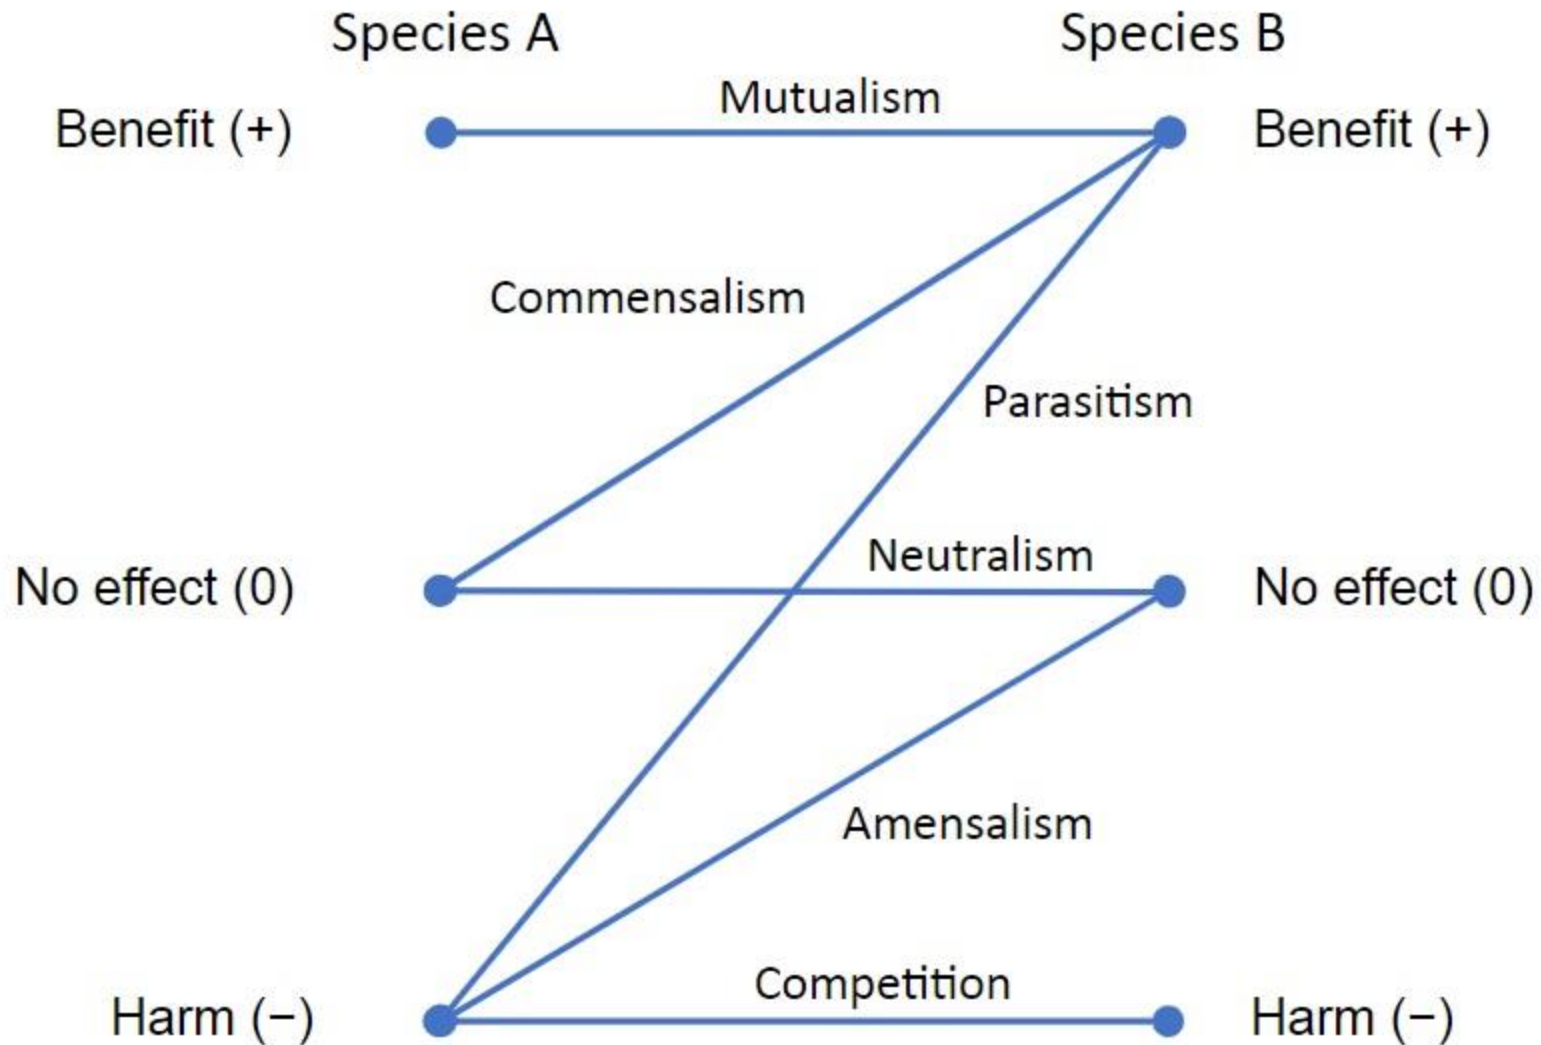 Species A
Species B
Mutualism
Benefit (+)
Benefit (+)
Commensalism
Parasitism
Neutralism
No effect (0)
No effect (0)
Amensalism
Competition
Harm (−)
Harm (−)